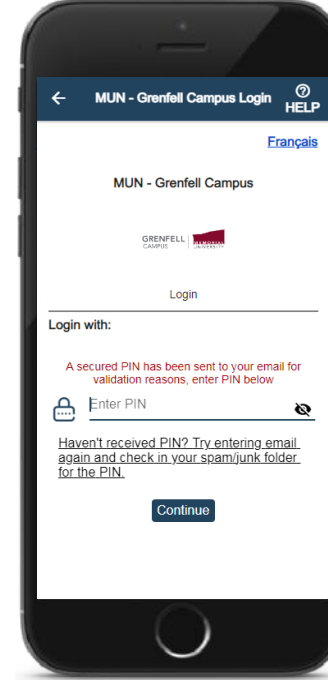 MUN - Grenfell Campus Login
HELP
Français
MUN - Grenfell Campus
GRENFELL
CAMPUS
MEMORIAL
UNIVERSITY
Login
Login with:
A secured PIN has been sent to your email for
validation reasons, enter PIN below
Enter PIN
Haven't received PIN? Try entering email
again and check in your spam/junk folder
for the PIN.
Continue